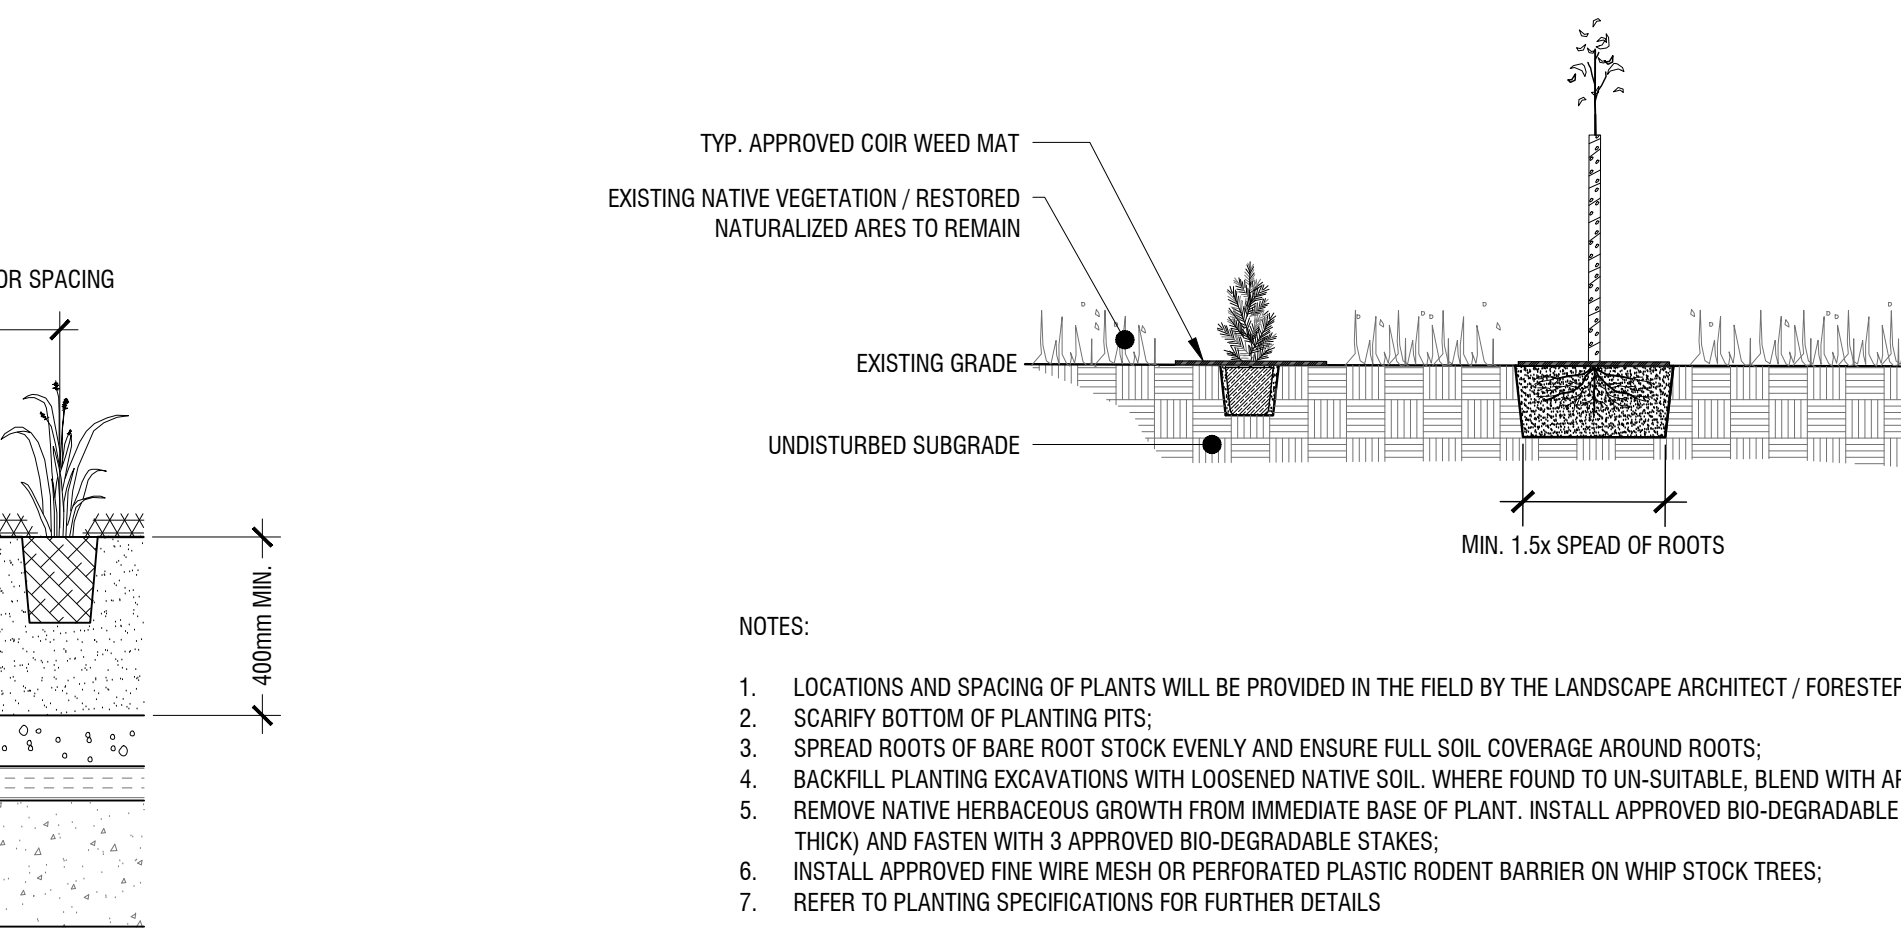 OR SPACING
400mm MIN.
TYP. APPROVED COIR WEED MAT
EXISTING NATIVE VEGETATION / RESTORED
NATURALIZED ARES TO REMAIN
EXISTING GRADE
UNDISTURBED SUBGRADE
MIN. 1.5x SPEAD OF ROOTS
NOTES:
1. LOCATIONS AND SPACING OF PLANTS WILL BE PROVIDED IN THE FIELD BY THE LANDSCAPE ARCHITECT / FORESTER
2. SCARIFY BOTTOM OF PLANTING PITS;
3. SPREAD ROOTS OF BARE ROOT STOCK EVENLY AND ENSURE FULL SOIL COVERAGE AROUND ROOTS;
4. BACKFILL PLANTING EXCAVATIONS WITH LOOSENED NATIVE SOIL. WHERE FOUND TO UN-SUITABLE, BLEND WITH
5. REMOVE NATIVE HERBACEOUS GROWTH FROM IMMEDIATE BASE OF PLANT. INSTALL APPROVED BIO-DEGRADABLE
THICK) AND FASTEN WITH 3 APPROVED BIO-DEGRADABLE STAKES;
6. INSTALL APPROVED FINE WIRE MESH OR PERFORATED PLASTIC RODENT BARRIER ON WHIP STOCK TREES;
7. REFER TO PLANTING SPECIFICATIONS FOR FURTHER DETAILS